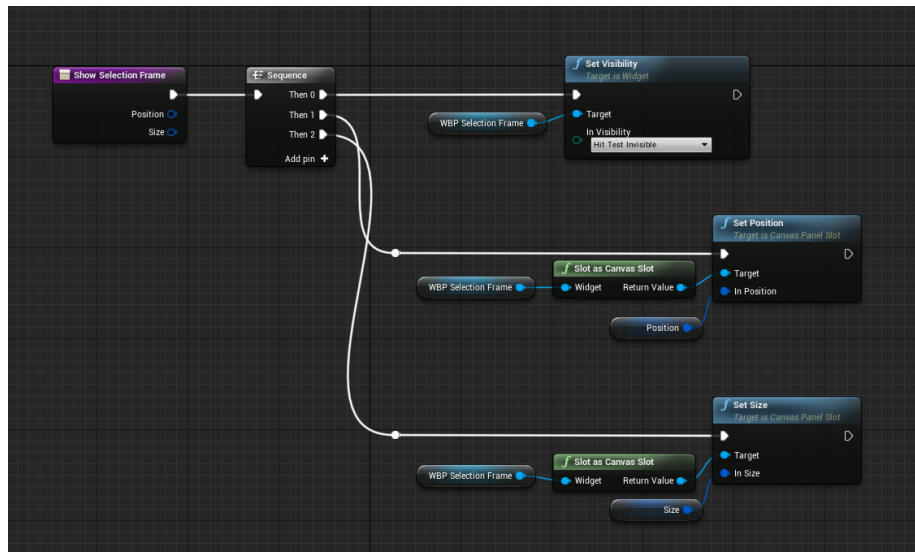 Show Selection Frame
Position
Size
Sequence
Then 0
Then 1
Then 2
Add pin +
WBP Selection Frame
f Set Visibility
Target is Widget
Target
In Visibility
Hit Test Invisible
WBP Selection Frame
f Slot as Canvas Slot
Widget Return Value
Position
f Set Position
Target is Canvas Panel Slot
Target
In Position
WBP Selection Frame
f Slot as Canvas Slot
Widget Return Value
Size
f Set Size
Target is Canvas Panel Slot
Target
In Size